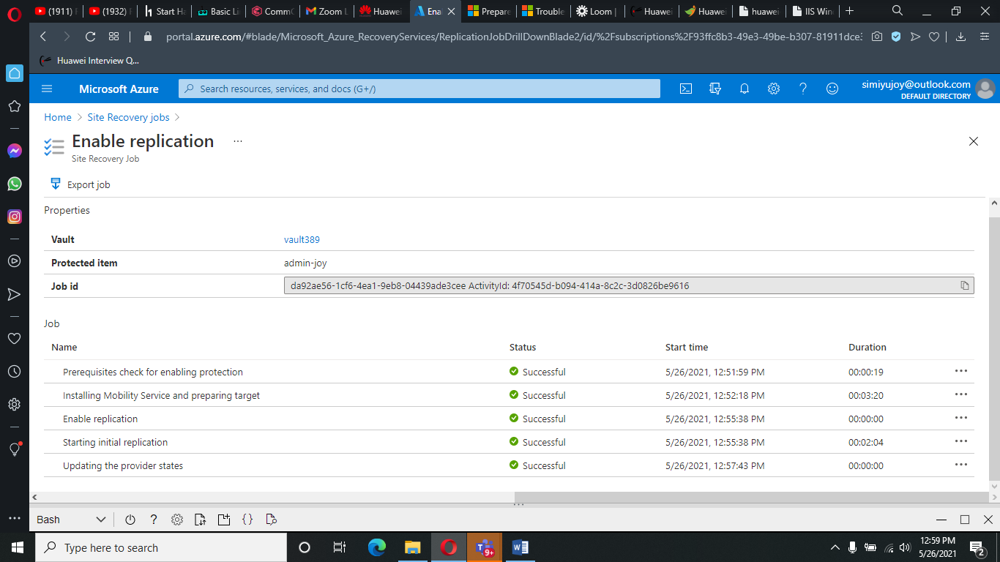 (1911)
(1932)
Start Ha
Basic Li
CommC
Zoom L
Huawei
Ena
Prepare
Trouble
Loom |
Huawei
Huawei
huawei
IIS Wind
portal.azure.com/#blade/Microsoft_Azure_RecoveryServices/ReplicationJobDrillDownBlade2/id/%2Fsubscriptions%2F93ffc8b3-49e3-49be-b307-81911dce3
Huawei Interview Q...
Microsoft Azure
Search resources, services, and docs (G+/)
simiyujoy@outlook.com
DEFAULT DIRECTORY
Home > Site Recovery jobs >
Enable replication ...
Site Recovery Job
Export job
Properties
Vault vault389
Protected item admin-joy
Job id da92ae56-1cf6-4ea1-9eb8-04439ade3cee ActivityId: 4f70545d-b094-414a-8c2c-3d0826be9616
Job
Name Status Start time Duration
Prerequisites check for enabling protection Successful 5/26/2021, 12:51:59 PM 00:00:19
Installing Mobility Service and preparing target Successful 5/26/2021, 12:52:18 PM 00:03:20
Enable replication Successful 5/26/2021, 12:55:38 PM 00:00:00
Starting initial replication Successful 5/26/2021, 12:55:38 PM 00:02:04
Updating the provider states Successful 5/26/2021, 12:57:43 PM 00:00:00
Bash
Type here to search
9+
12:59 PM
5/26/2021
2